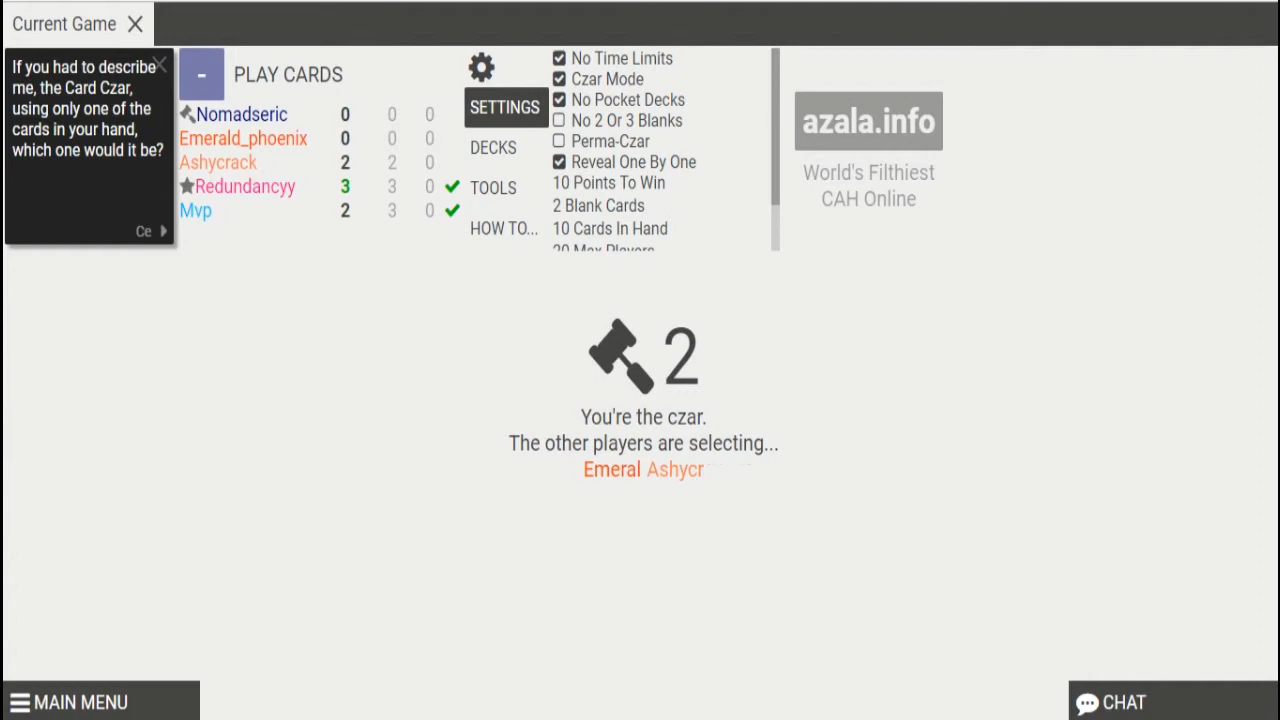 Current Game
If you had to describe
me, the Card Czar,
using only one of the
cards in your hand,
which one would it be?
Ce
- PLAY CARDS
Nomadseric 0 0 0
Emerald_phoenix 0 0 0
Ashycrack 2 2 0
Redundancyy 3 3 0
Mvp 2 3 0
SETTINGS
DECKS
TOOLS
HOW TO...
No Time Limits
Czar Mode
No Pocket Decks
No 2 Or 3 Blanks
Perma-Czar
Reveal One By One
10 Points To Win
2 Blank Cards
10 Cards In Hand
20 Max Players
azala.info
World's Filthiest
CAH Online
2
You're the czar.
The other players are selecting...
Emeral Ashycr
MAIN MENU
CHAT